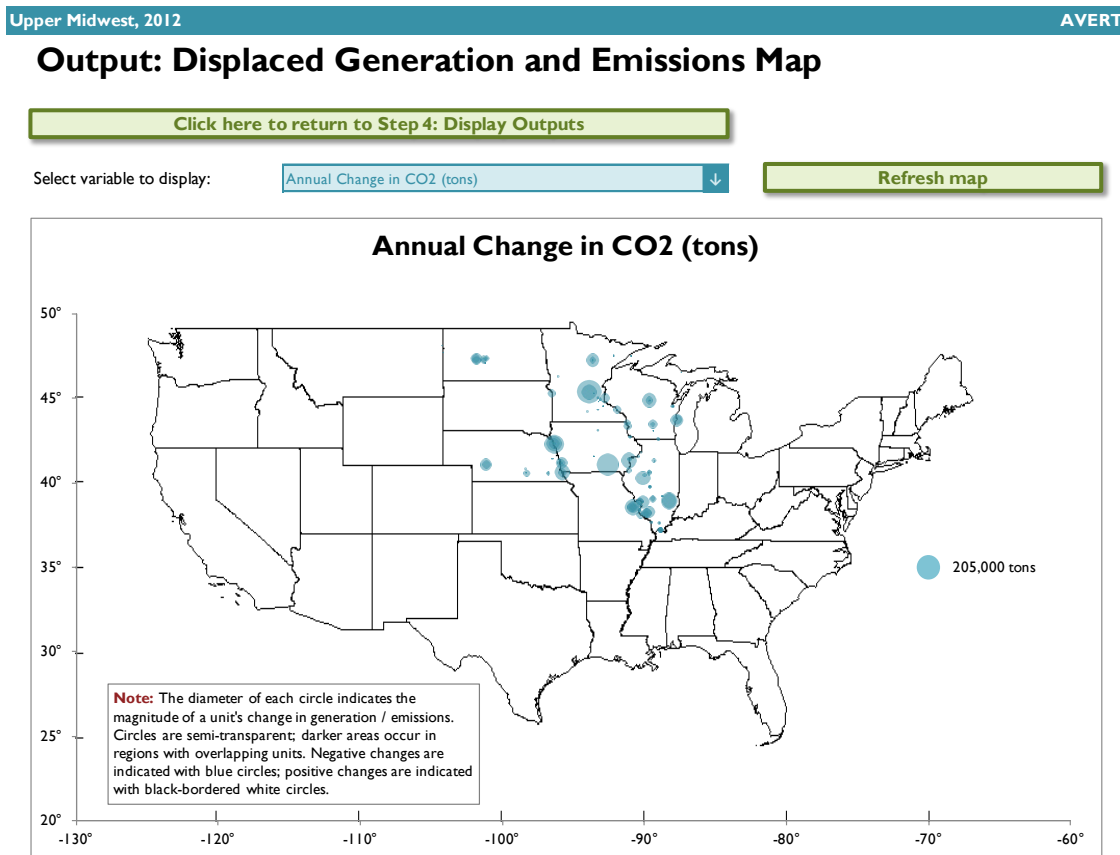 Upper Midwest, 2012
AVERT
Output: Displaced Generation and Emissions Map
Click here to return to Step 4: Display Outputs
Select variable to display:
Annual Change in CO2 (tons)
↓
Refresh map
Annual Change in CO2 (tons)
50°
45°
40°
35°
30°
25°
20°
205,000 tons
Note: The diameter of each circle indicates the
magnitude of a unit's change in generation / emissions.
Circles are semi-transparent; darker areas occur in
regions with overlapping units. Negative changes are
indicated with blue circles; positive changes are indicated
with black-bordered white circles.
-130°
-120°
-110°
-100°
-90°
-80°
-70°
-60°